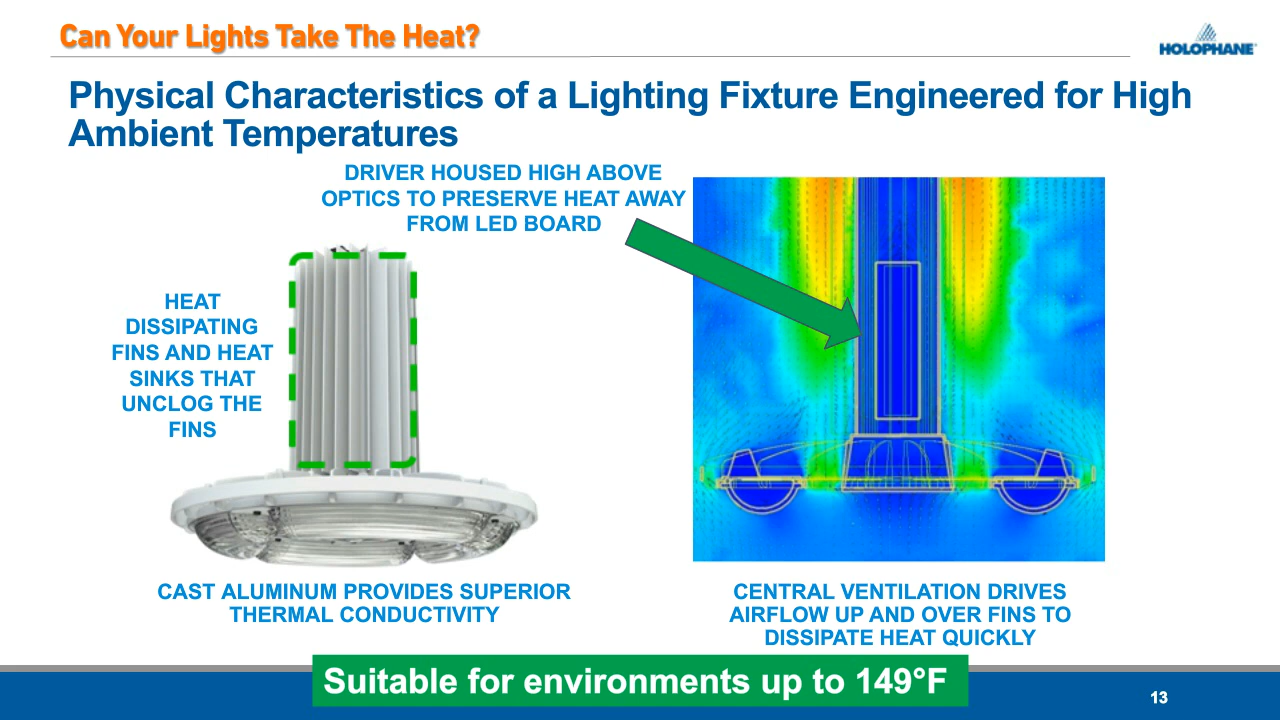 Can Your Lights Take The Heat?
HOLOPHANE
Physical Characteristics of a Lighting Fixture Engineered for High
Ambient Temperatures
DRIVER HOUSED HIGH ABOVE
OPTICS TO PRESERVE HEAT AWAY
FROM LED BOARD
HEAT
DISSIPATING
FINS AND HEAT
SINKS THAT
UNCLOG THE
FINS
CAST ALUMINUM PROVIDES SUPERIOR
THERMAL CONDUCTIVITY
CENTRAL VENTILATION DRIVES
AIRFLOW UP AND OVER FINS TO
DISSIPATE HEAT QUICKLY
Suitable for environments up to 149°F
13